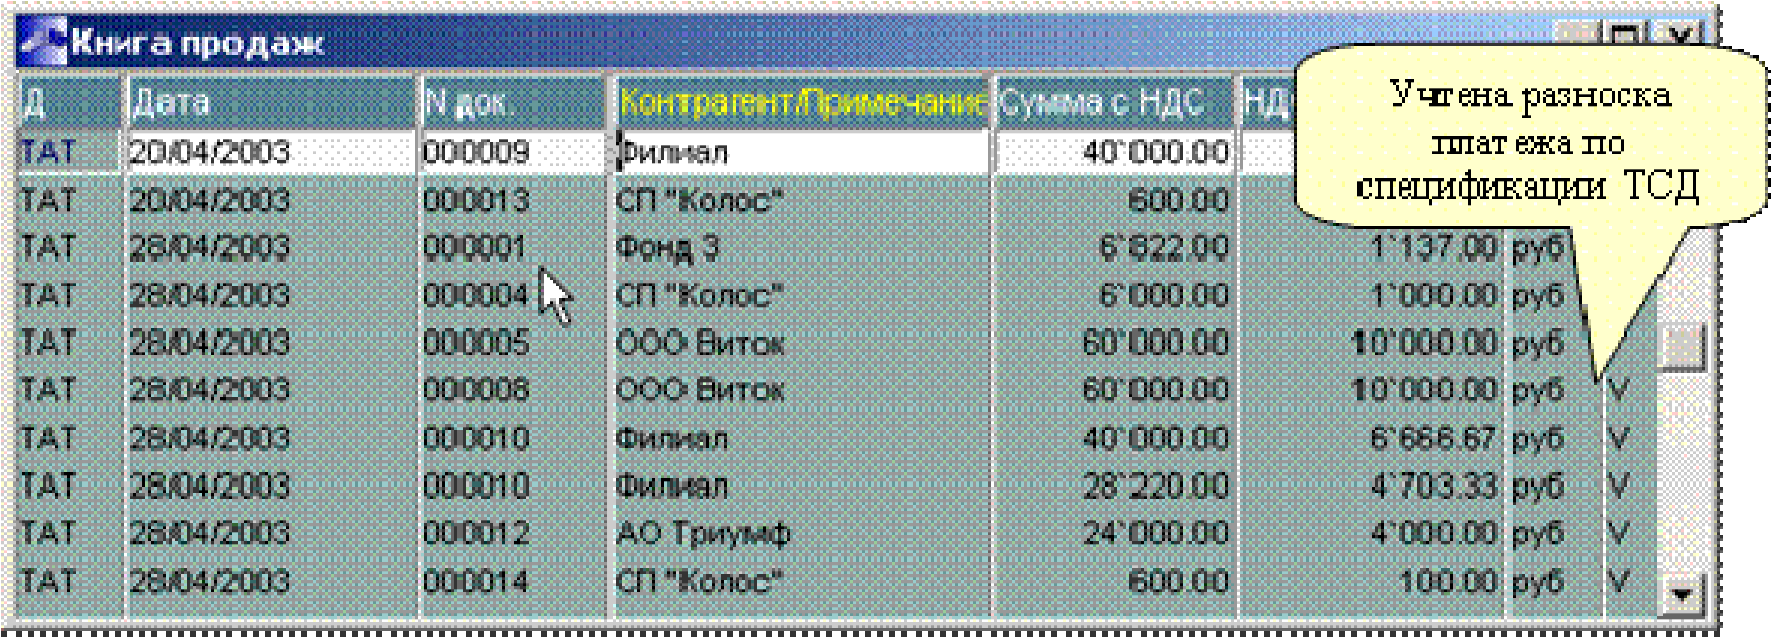 Книга продаж
Д Дата N док. Контрагент/Примечание Сумма с НДС
Учтена разноска
платежа по
спецификации ТСД
ТАТ 20/04/2003 000009 Филиал 40`000.00
ТАТ 20/04/2003 000013 СП "Колос" 600.00
ТАТ 28/04/2003 000001 Фонд 3 6`822.00 1`137.00 руб
ТАТ 28/04/2003 000004 СП "Колос" 6`000.00 1`000.00 руб
ТАТ 28/04/2003 000005 ООО Виток 60`000.00 10`000.00 руб
ТАТ 28/04/2003 000008 ООО Виток 60`000.00 10`000.00 руб V
ТАТ 28/04/2003 000010 Филиал 40`000.00 6`666.67 руб V
ТАТ 28/04/2003 000010 Филиал 28`220.00 4`703.33 руб V
ТАТ 28/04/2003 000012 АО Триумф 24`000.00 4`000.00 руб V
ТАТ 28/04/2003 000014 СП "Колос" 600.00 100.00 руб V